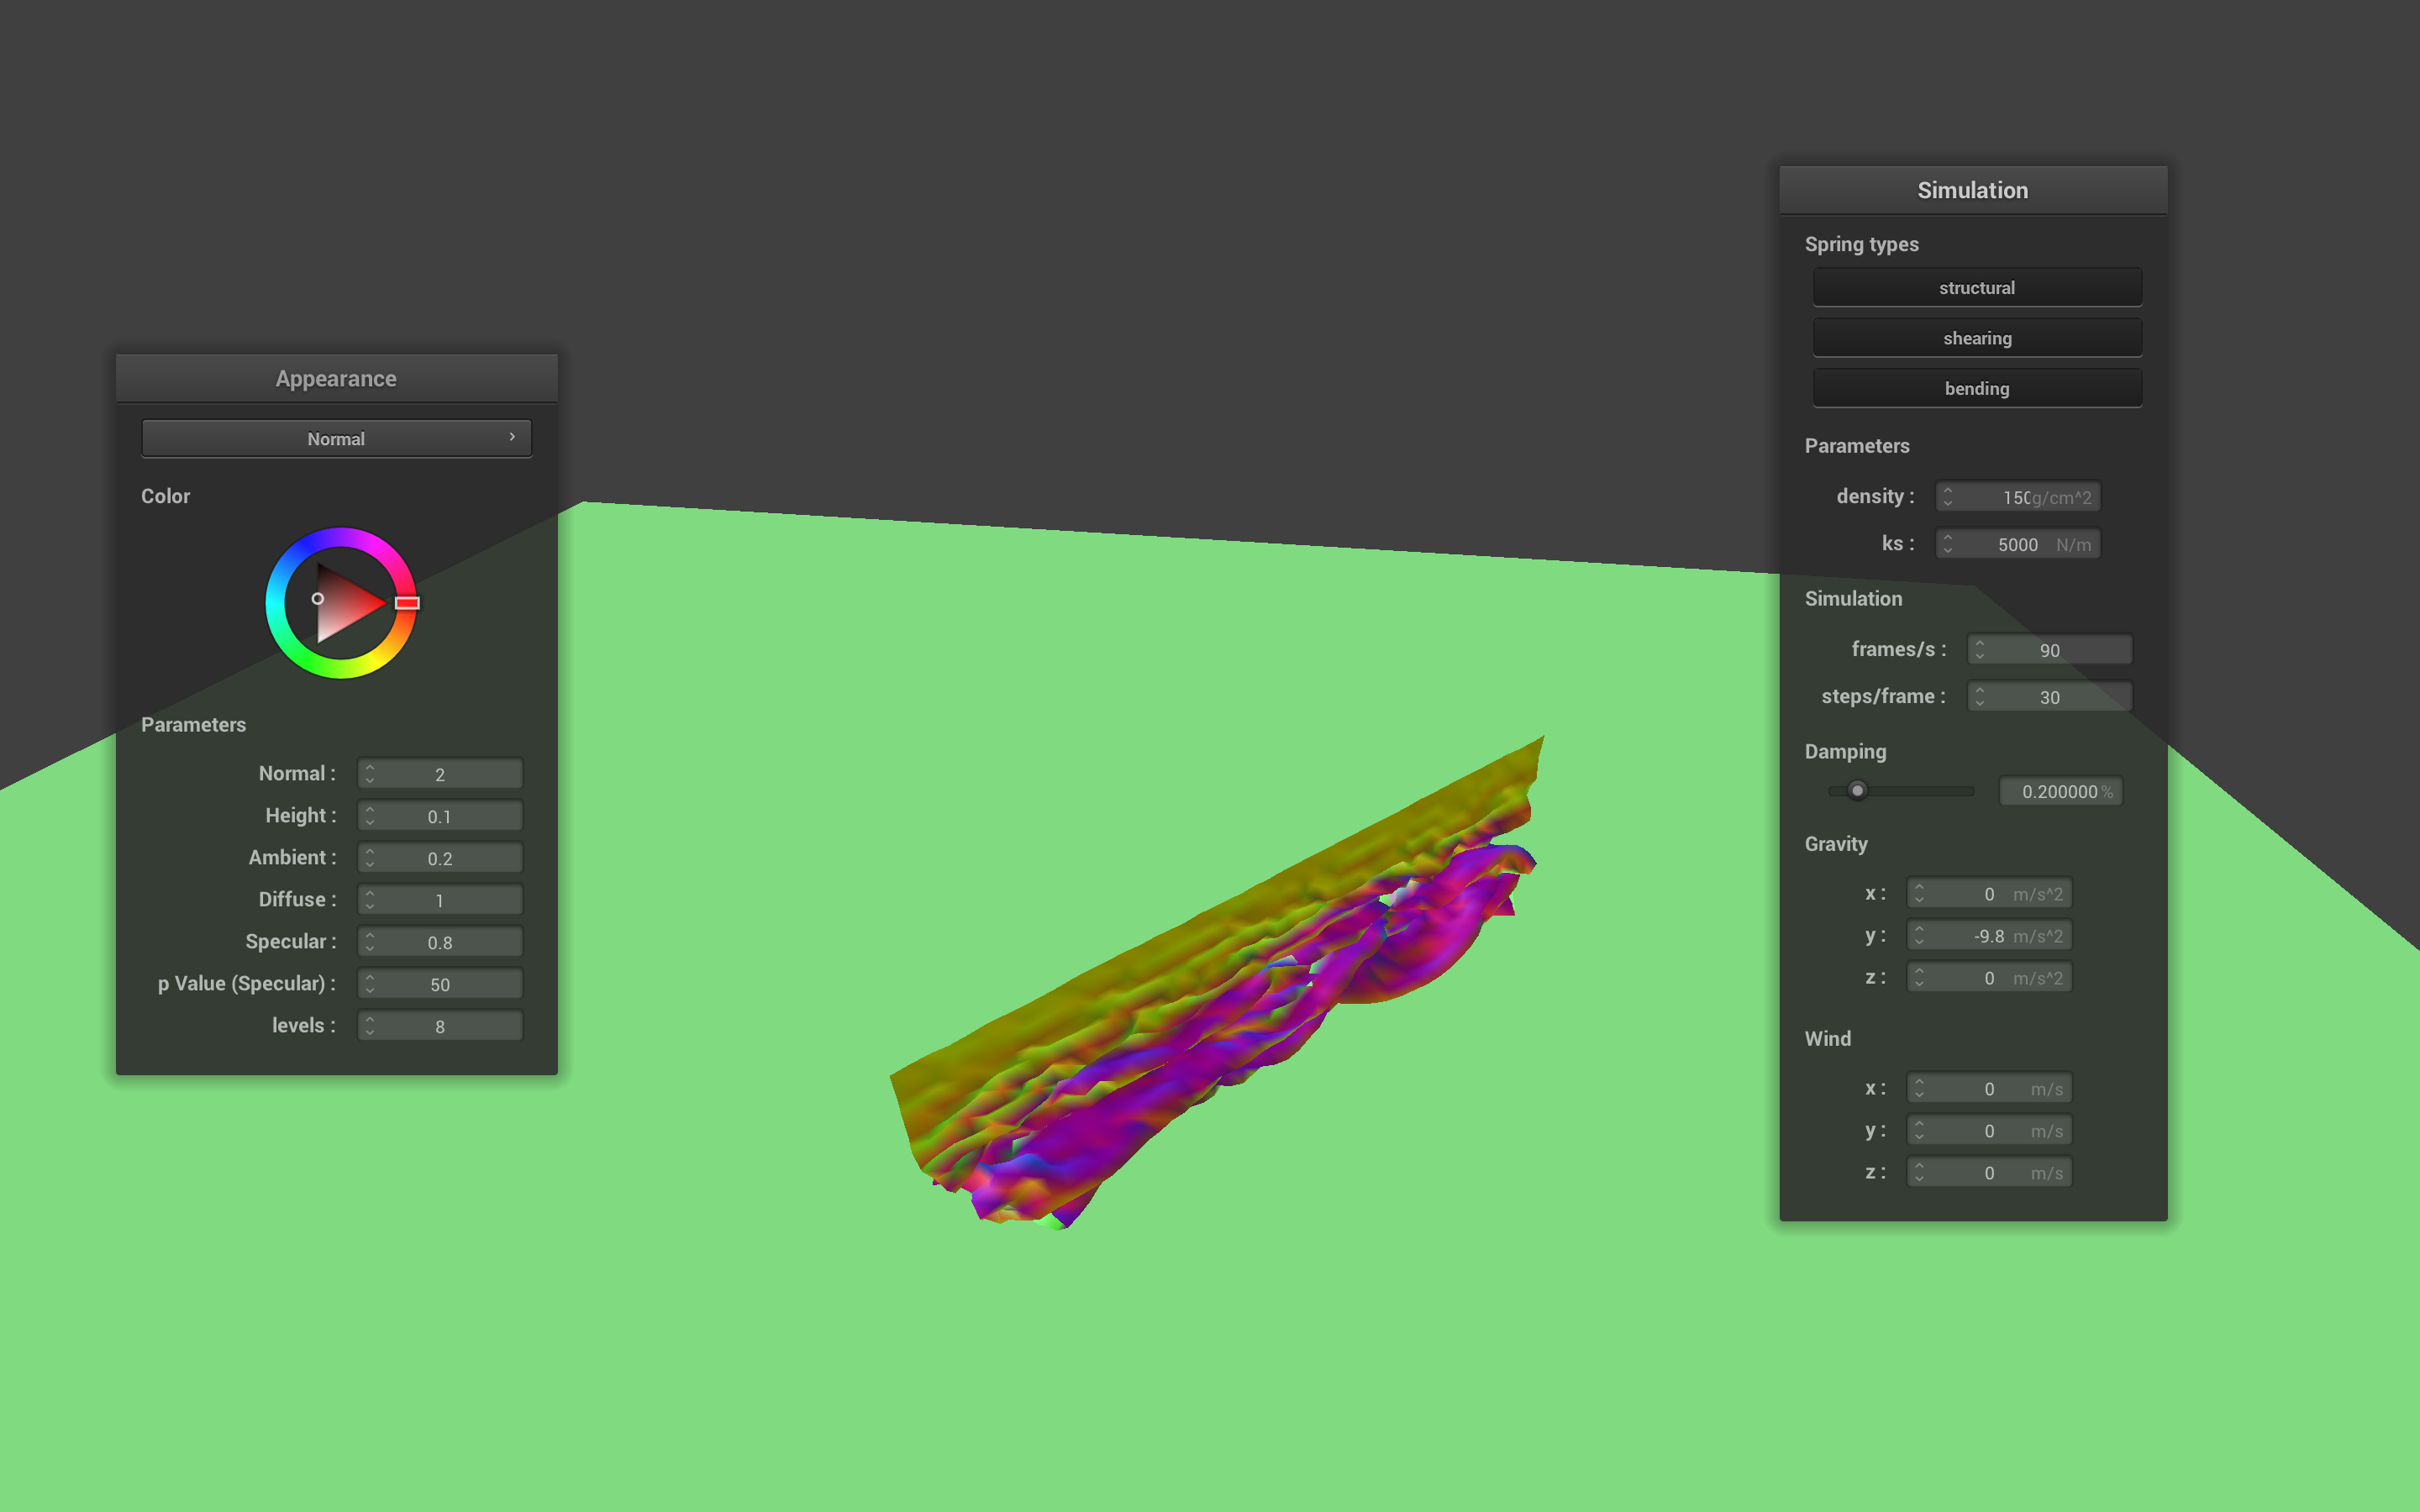 Appearance
Normal
Color
Parameters
Normal : 2
Height : 0.1
Ambient : 0.2
Diffuse : 1
Specular : 0.8
p Value (Specular) : 50
levels : 8
Simulation
Spring types
structural
shearing
bending
Parameters
density : g/cm^2
ks : 5000 N/m
Simulation
frames/s : 90
steps/frame : 30
Damping
0.200000 %
Gravity
x : 0 m/s^2
y : -9.8 m/s^2
z : 0 m/s^2
Wind
x : 0 m/s
y : 0 m/s
z : 0 m/s